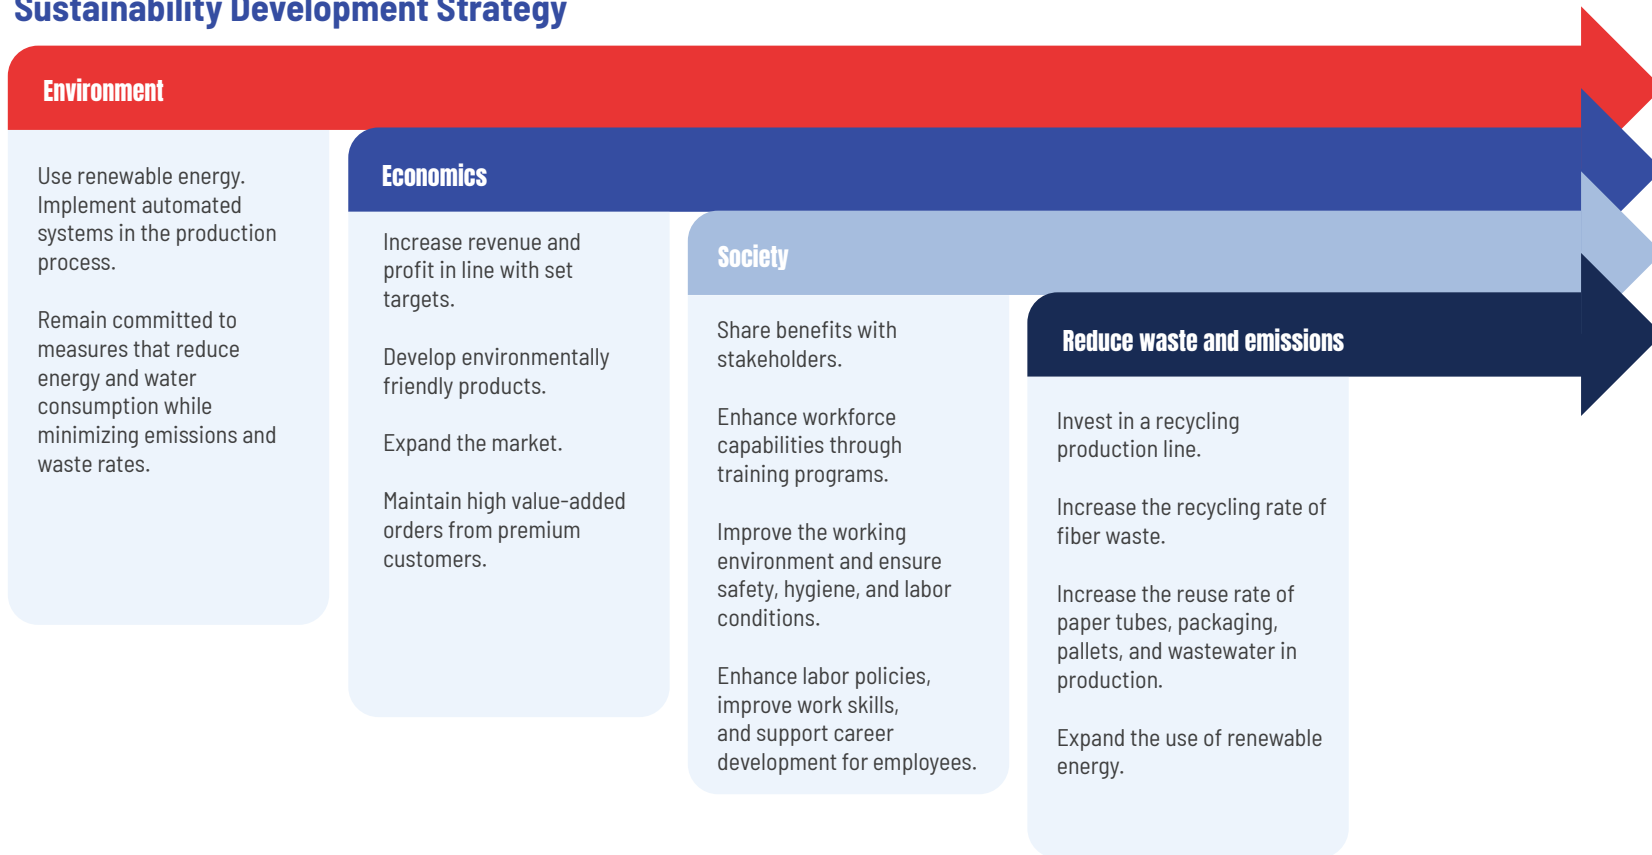 Sustainability Development Strategy
Environment
Use renewable energy.
Implement automated
systems in the production
process.
Remain committed to
measures that reduce
energy and water
consumption while
minimizing emissions and
waste rates.
Economics
Increase revenue and
profit in line with set
targets.
Develop environmentally
friendly products.
Expand the market.
Maintain high value-added
orders from premium
customers.
Society
Share benefits with
stakeholders.
Enhance workforce
capabilities through
training programs.
Improve the working
environment and ensure
safety, hygiene, and labor
conditions.
Enhance labor policies,
improve work skills,
and support career
development for employees.
Reduce waste and emissions
Invest in a recycling
production line.
Increase the recycling rate of
fiber waste.
Increase the reuse rate of
paper tubes, packaging,
pallets, and wastewater in
production.
Expand the use of renewable
energy.